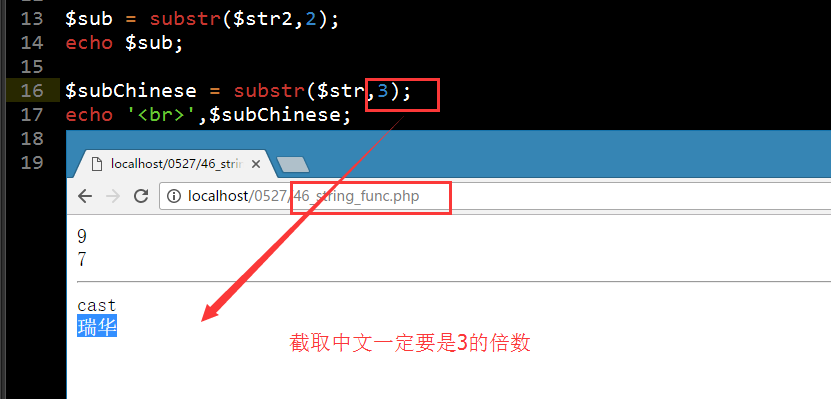 13 $sub = substr($str2,2);
14 echo $sub;
15
16 $subChinese = substr($str,3);
17 echo '<br>',$subChinese;
18
19
localhost/0527/46_strin
localhost/0527/46_string_func.php
9
7
cast
瑞华
截取中文一定要是3的倍数